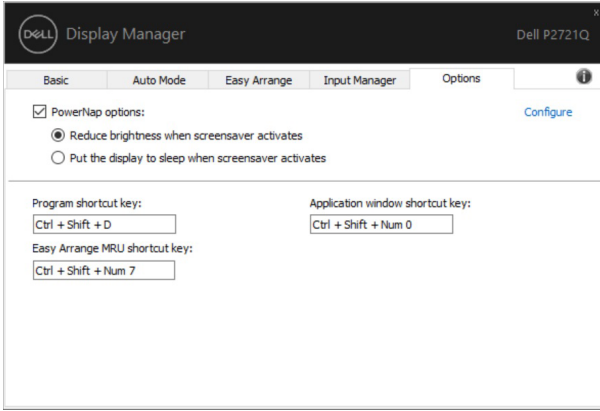 x
DELL Display Manager
Dell P2721Q
Basic Auto Mode Easy Arrange Input Manager Options
PowerNap options:
Configure
Reduce brightness when screensaver activates
Put the display to sleep when screensaver activates
Program shortcut key: Application window shortcut key:
Ctrl + Shift + D Ctrl + Shift + Num 0
Easy Arrange MRU shortcut key:
Ctrl + Shift + Num 7